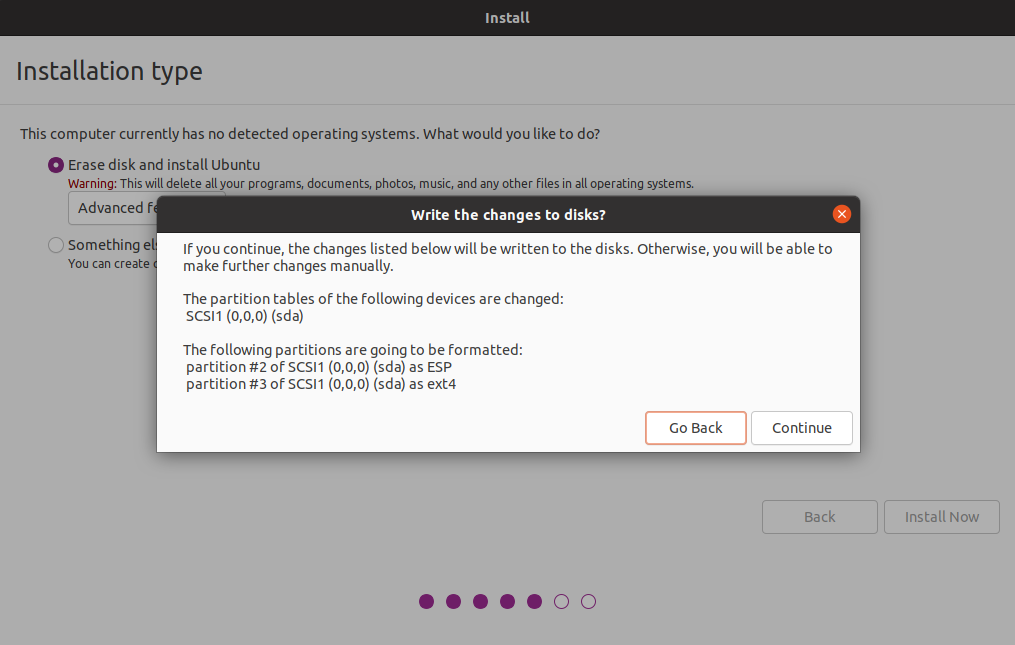 Install
Installation type
This computer currently has no detected operating systems. What would you like to do?
Erase disk and install Ubuntu
Warning: This will delete all your programs, documents, photos, music, and any other files in all operating systems.
Advanced
Something
You can create
Write the changes to disks?
If you continue, the changes listed below will be written to the disks. Otherwise, you will be able to
make further changes manually.
The partition tables of the following devices are changed:
SCSI1 (0,0,0) (sda)
The following partitions are going to be formatted:
partition #2 of SCSI1 (0,0,0) (sda) as ESP
partition #3 of SCSI1 (0,0,0) (sda) as ext4
Go Back
Continue
Back
Install Now